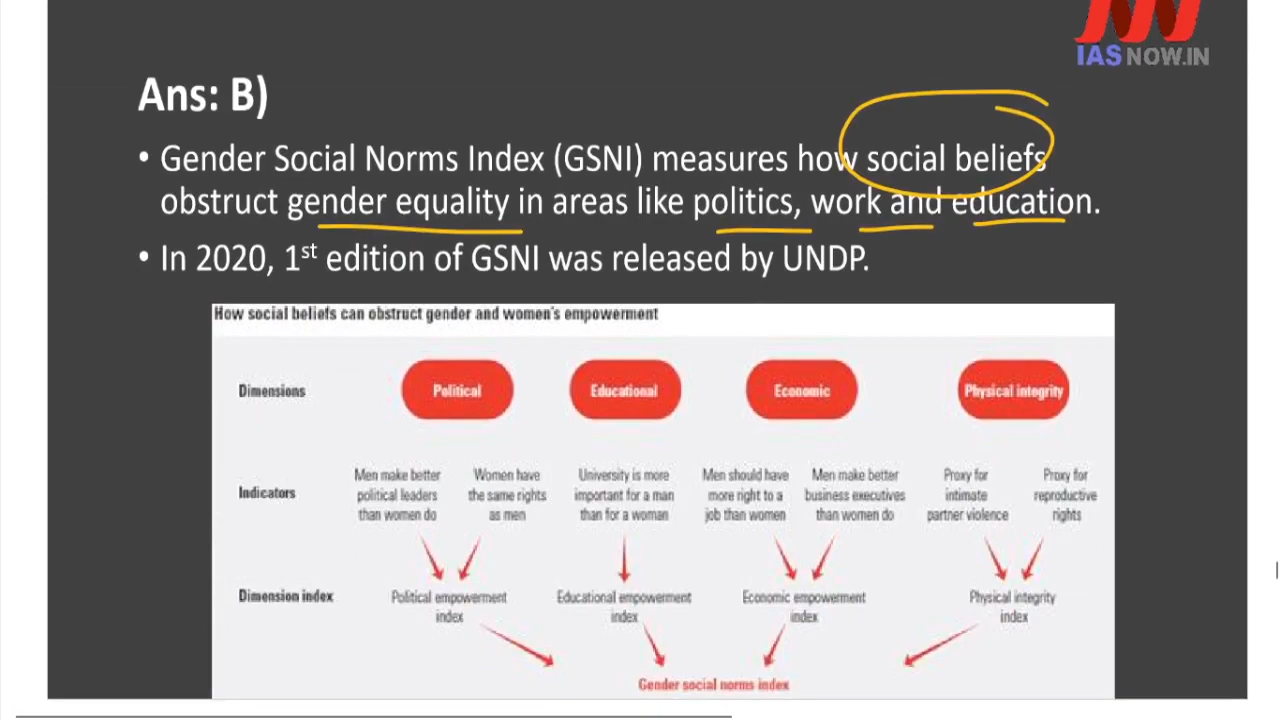 IASNOW.IN
Ans: B)
• Gender Social Norms Index (GSNI) measures how social beliefs
obstruct gender equality in areas like politics, work and education.
• In 2020, 1st edition of GSNI was released by UNDP.
How social beliefs can obstruct gender and women's empowerment
Dimensions Political Educational Economic Physical integrity
Men make better Women have University is more Men should have Men make better Proxy for Proxy for
Indicators political leaders the same rights important for a man more right to a business executives intimate reproductive
than women do as men than for a woman job than women than women do partner violence rights
Dimension index Political empowerment Educational empowerment Economic empowerment Physical integrity
index index index index
Gender social norms index